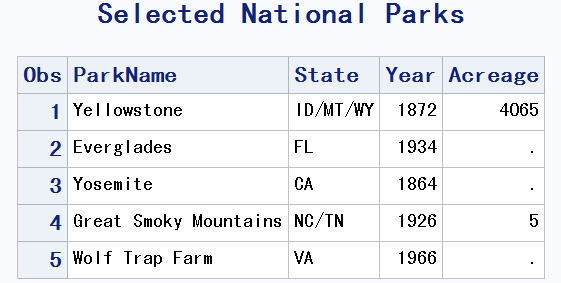 Selected National Parks
Obs ParkName State Year Acreage
1 Yellowstone ID/MT/WY 1872 4065
2 Everglades FL 1934 .
3 Yosemite CA 1864 .
4 Great Smoky Mountains NC/TN 1926 5
5 Wolf Trap Farm VA 1966 .